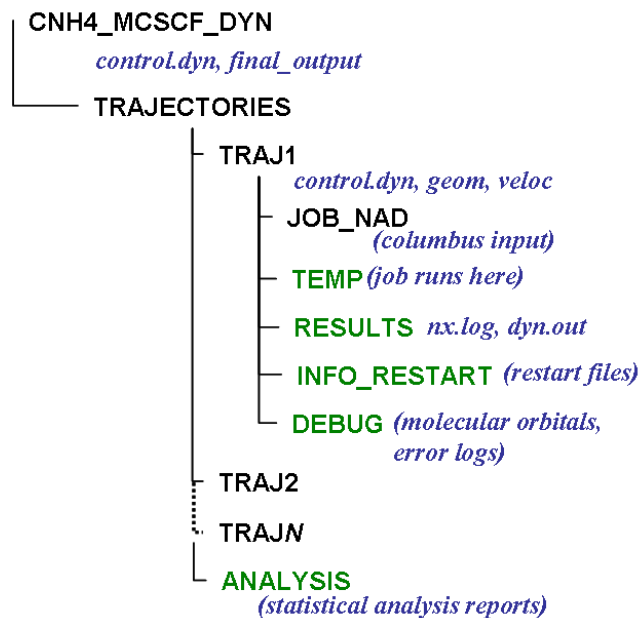 CNH4_MCSCF_DYN
control.dyn, final_output
TRAJECTORIES
TRAJ1
control.dyn, geom, veloc
JOB_NAD
(columbus input)
TEMP (job runs here)
RESULTS nx.log, dyn.out
INFO_RESTART (restart files)
DEBUG (molecular orbitals,
error logs)
TRAJ2
TRAJN
ANALYSIS
(statistical analysis reports)